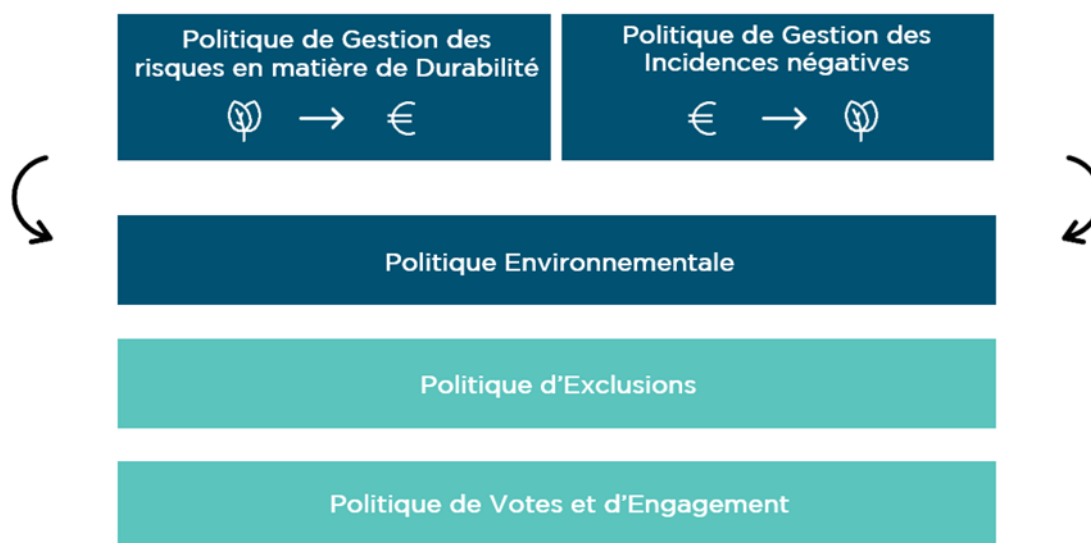 Politique de Gestion des
risques en matière de Durabilité
→ €
Politique de Gestion des
Incidences négatives
€ →
Politique Environnementale
Politique d'Exclusions
Politique de Votes et d'Engagement